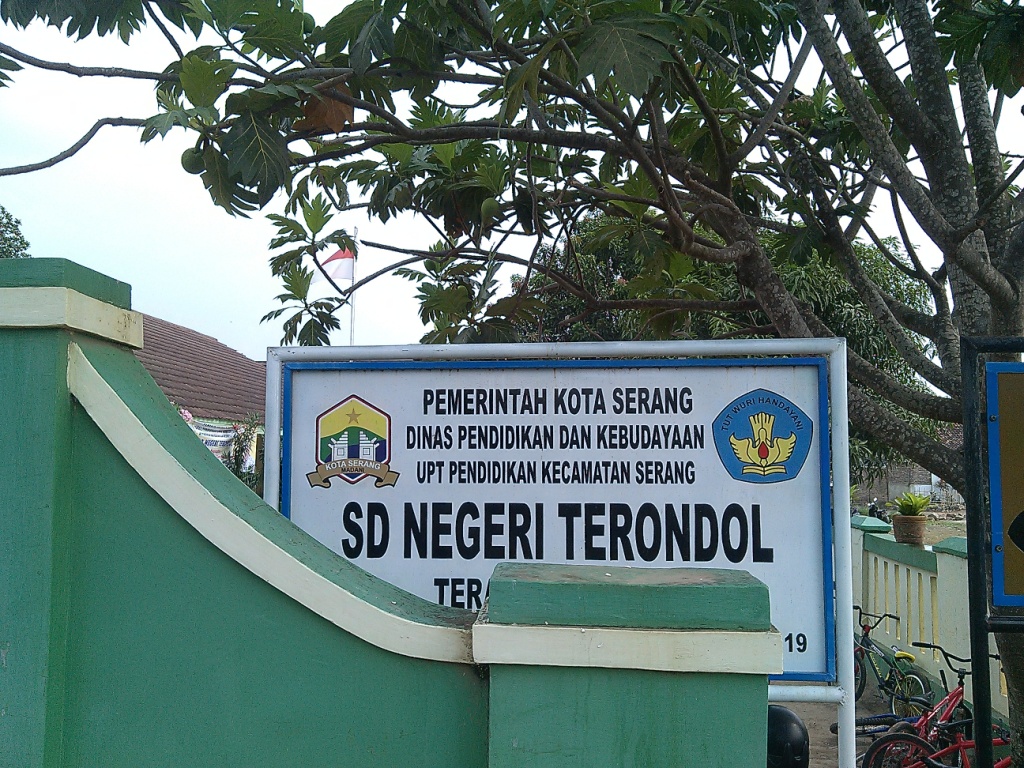 PEMERINTAH KOTA SERANG
DINAS PENDIDIKAN DAN KEBUDAYAAN
UPT PENDIDIKAN KECAMATAN SERANG
SD NEGERI TERONDOL
19
KOTA SERANG
MADANI
TUT WURI HANDAYANI